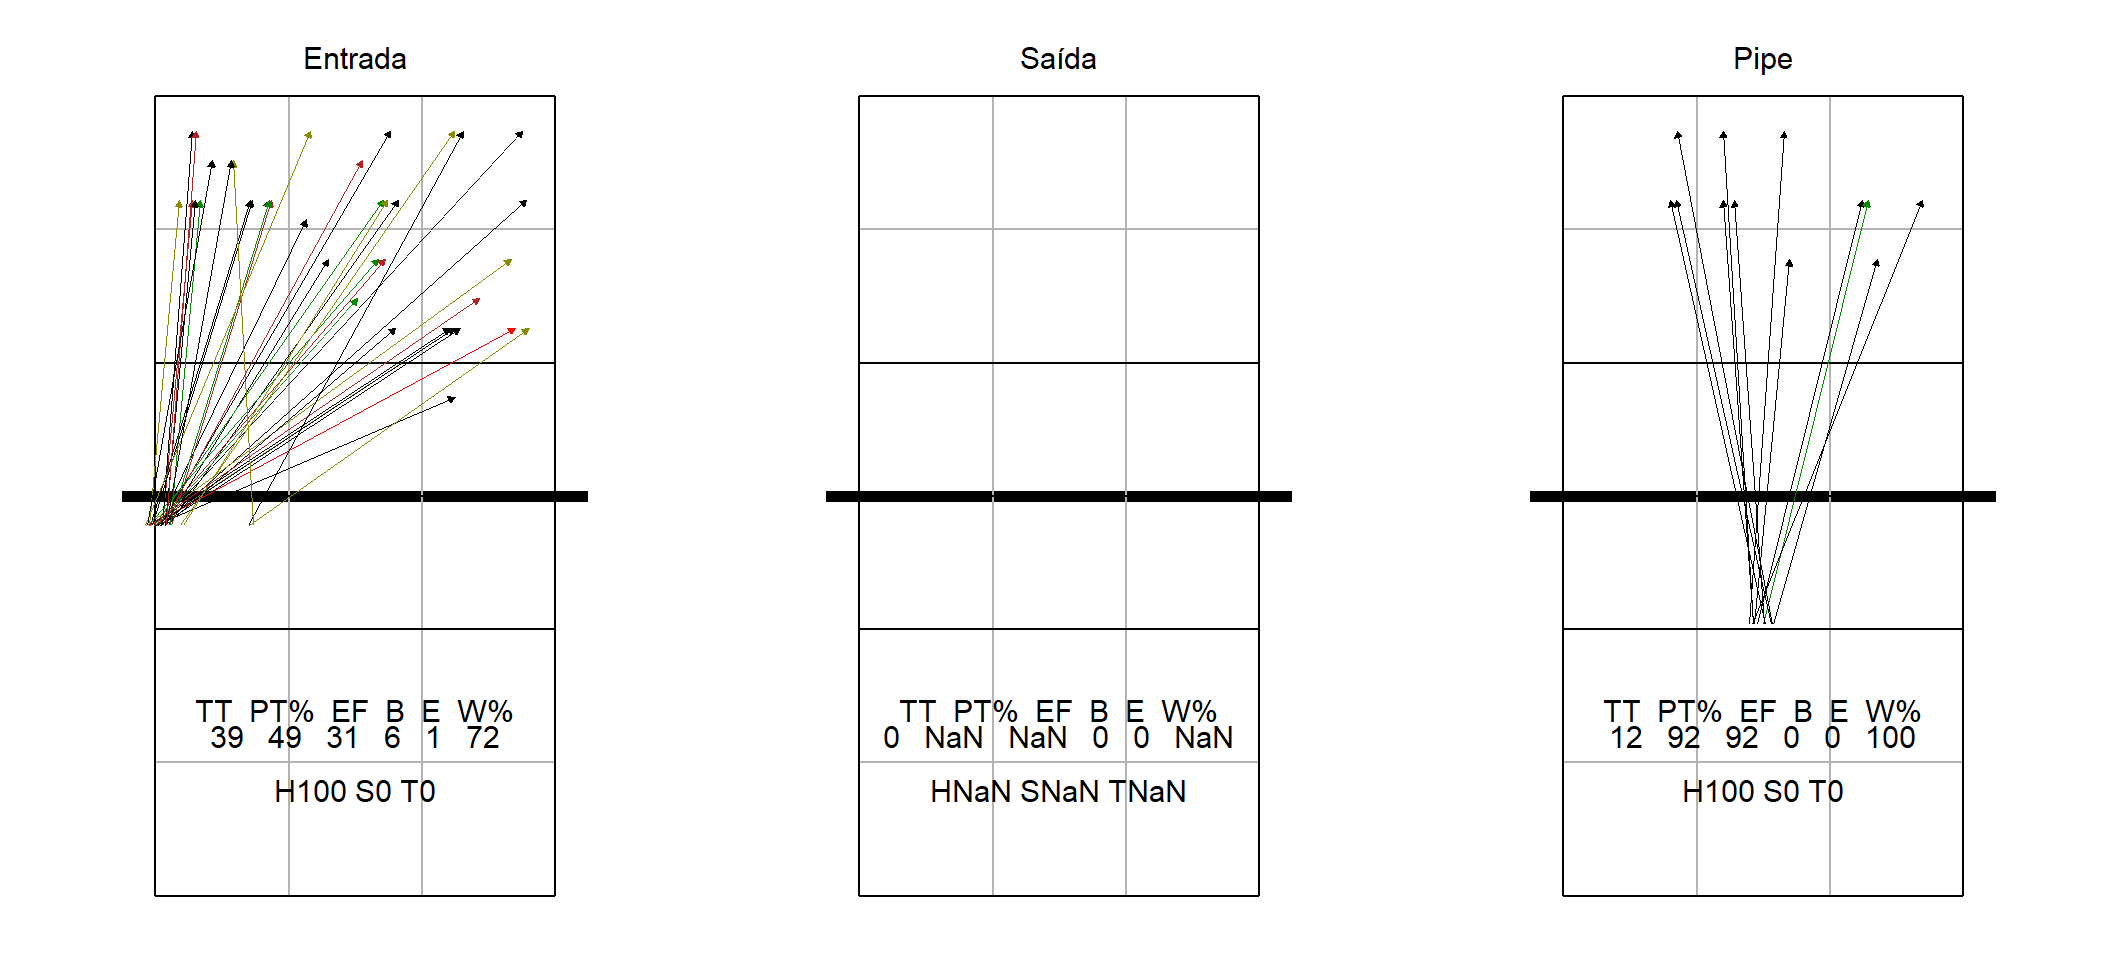 Entrada
TT PT% EF B E W%
39 49 31 6 1 72
H100 S0 T0
Saída
TT PT% EF B E W%
0 NaN NaN 0 0 NaN
HNaN SNaN TNaN
Pipe
TT PT% EF B E W%
12 92 92 0 0 100
H100 S0 T0